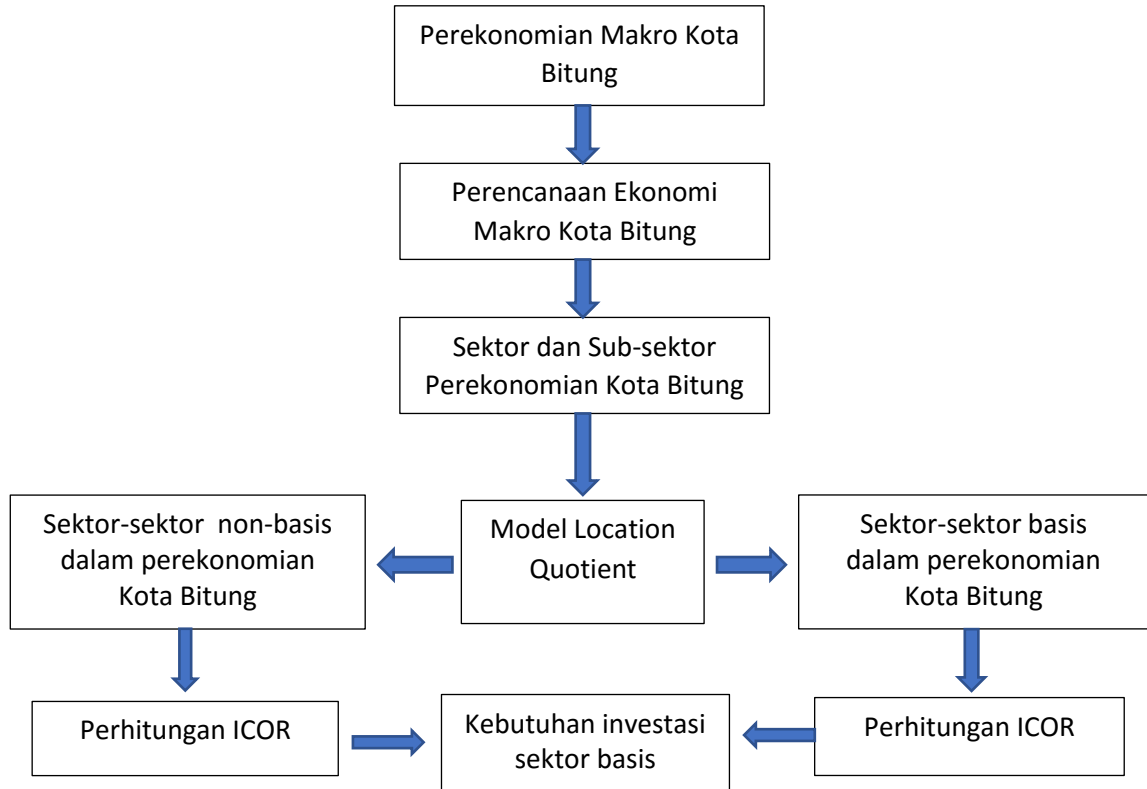 Perekonomian Makro Kota
Bitung
Perencanaan Ekonomi
Makro Kota Bitung
Sektor dan Sub-sektor
Perekonomian Kota Bitung
Sektor-sektor non-basis
dalam perekonomian
Kota Bitung
Model Location
Quotient
Sektor-sektor basis
dalam perekonomian
Kota Bitung
Perhitungan ICOR
Kebutuhan investasi
sektor basis
Perhitungan ICOR